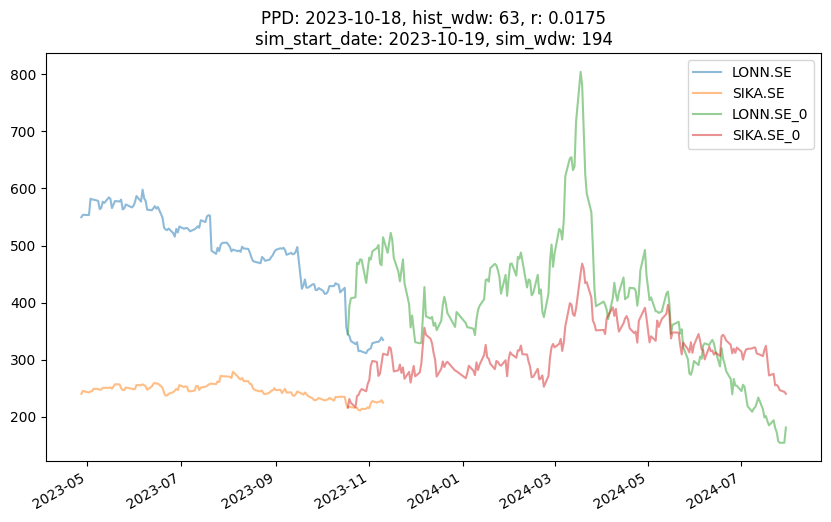 PPD: 2023-10-18, hist_wdw: 63, r: 0.0175
sim_start_date: 2023-10-19, sim_wdw: 194
LONN.SE
SIKA.SE
LONN.SE_0
SIKA.SE_0
800
700
600
500
400
300
200
2023-05
2023-07
2023-09
2023-11
2024-01
2024-03
2024-05
2024-07